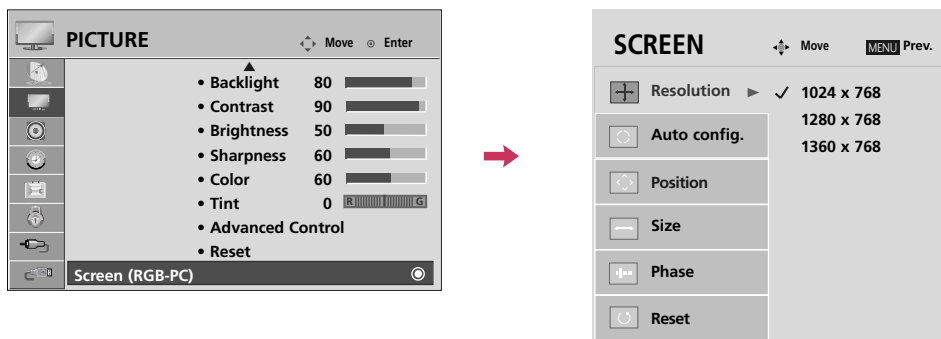 PICTURE
Move
Enter
• Backlight 80
• Contrast 90
• Brightness 50
• Sharpness 60
• Color 60
• Tint 0 R G
• Advanced Control
• Reset
Screen (RGB-PC)
SCREEN
Move
MENU Prev.
Resolution ► ✓ 1024 x 768
1280 x 768
1360 x 768
Auto config.
Position
Size
Phase
Reset